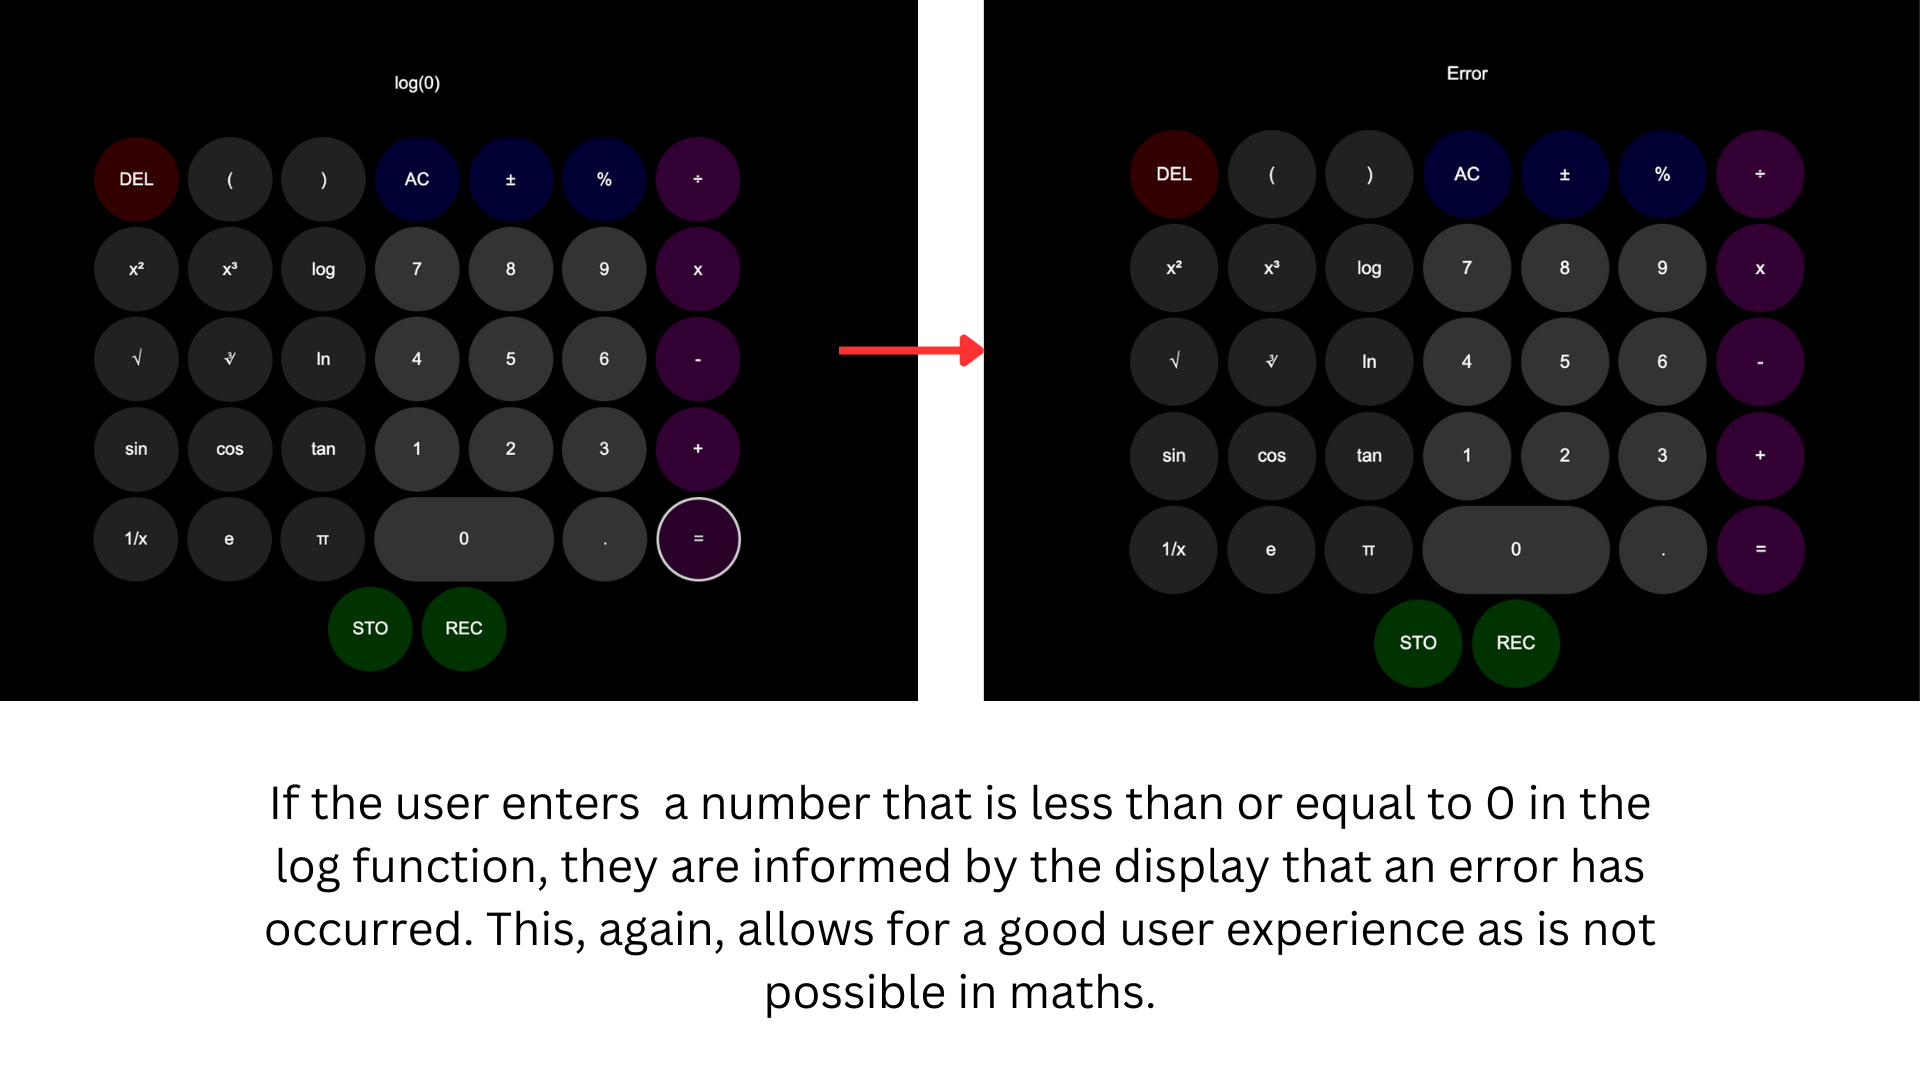 log(0)
DEL ( ) AC ± % ÷
x² x³ log 7 8 9 x
√ ∛ ln 4 5 6 -
sin cos tan 1 2 3 +
1/x e π 0 . =
STO REC
Error
DEL ( ) AC ± % ÷
x² x³ log 7 8 9 x
√ ∛ ln 4 5 6 -
sin cos tan 1 2 3 +
1/x e π 0 . =
STO REC
If the user enters  a number that is less than or equal to 0 in the
log function, they are informed by the display that an error has
occurred. This, again, allows for a good user experience as is not
possible in maths.